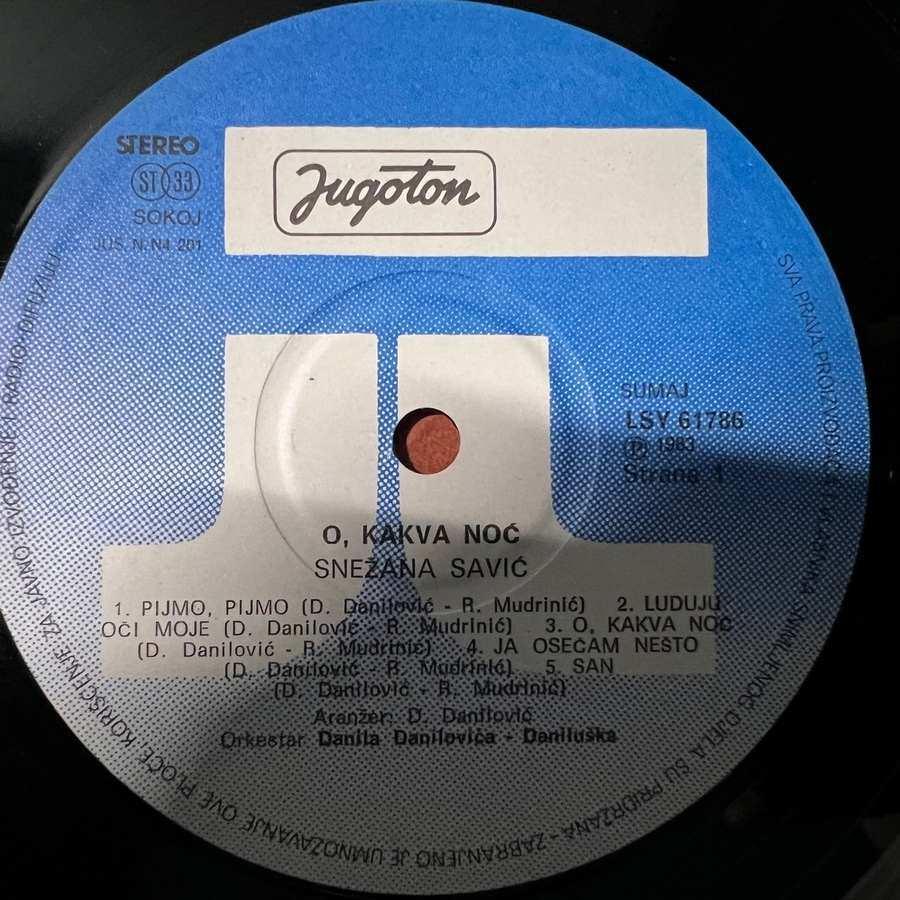 STEREO
ST 33
SOKOJ
JUS N.N4.201
Jugoton
SUMAJ
LSY 61786
Ⓟ 1983
Strana 1
O, KAKVA NOĆ
SNEŽANA SAVIĆ
1. PIJMO, PIJMO (D. Danilović - R. Mudrinić) 2. LUDUJU
OČI MOJE (D. Danilović - R. Mudrinić) 3. O, KAKVA NOĆ
(D. Danilović - R. Mudrinić) 4. JA OSEĆAM NEŠTO
(D. Danilović - R. Mudrinić) 5. SAN
(D. Danilović - R. Mudrinić)
Aranžer: D. Danilović
Orkestar Danila Danilovića - Daniluška
SVA PRAVA PROIZVOĐAČA SNIMLJENOG DJELA SU PRIDRŽANA - ZABRANJENO JE UMNOŽAVANJE OVE PLOČE KORIŠĆENJE ZA JAVNO IZVOĐENJE I RADIO-DIFUZIJU